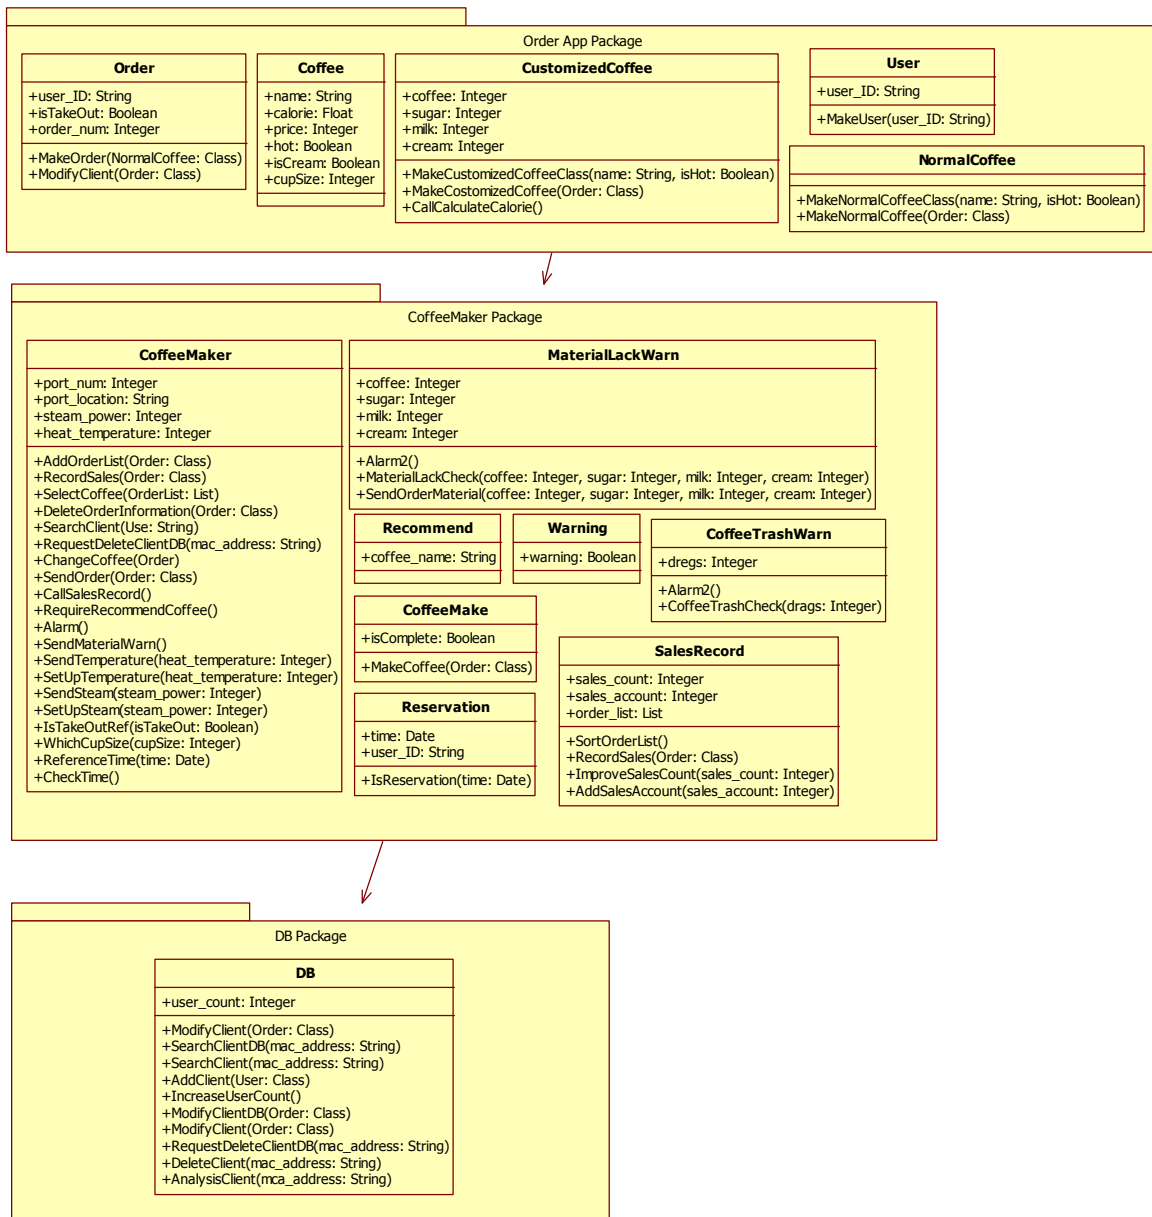 Order App Package
Order
+user_ID: String
+isTakeOut: Boolean
+order_num: Integer
+MakeOrder(NormalCoffee: Class)
+ModifyClient(Order: Class)
Coffee
+name: String
+calorie: Float
+price: Integer
+hot: Boolean
+isCream: Boolean
+cupSize: Integer
CustomizedCoffee
+coffee: Integer
+sugar: Integer
+milk: Integer
+cream: Integer
+MakeCustomizedCoffeeClass(name: String, isHot: Boolean)
+MakeCostomizedCoffee(Order: Class)
+CallCalculateCalorie()
User
+user_ID: String
+MakeUser(user_ID: String)
NormalCoffee
+MakeNormalCoffeeClass(name: String, isHot: Boolean)
+MakeNormalCoffee(Order: Class)
CoffeeMaker Package
CoffeeMaker
+port_num: Integer
+port_location: String
+steam_power: Integer
+heat_temperature: Integer
+AddOrderList(Order: Class)
+RecordSales(Order: Class)
+SelectCoffee(OrderList: List)
+DeleteOrderInformation(Order: Class)
+SearchClient(Use: String)
+RequestDeleteClientDB(mac_address: String)
+ChangeCoffee(Order)
+SendOrder(Order: Class)
+CallSalesRecord()
+RequireRecommendCoffee()
+Alarm()
+SendMaterialWarn()
+SendTemperature(heat_temperature: Integer)
+SetUpTemperature(heat_temperature: Integer)
+SendSteam(steam_power: Integer)
+SetUpSteam(steam_power: Integer)
+IsTakeOutRef(isTakeOut: Boolean)
+WhichCupSize(cupSize: Integer)
+ReferenceTime(time: Date)
+CheckTime()
MaterialLackWarn
+coffee: Integer
+sugar: Integer
+milk: Integer
+cream: Integer
+Alarm2()
+MaterialLackCheck(coffee: Integer, sugar: Integer, milk: Integer, cream: Integer)
+SendOrderMaterial(coffee: Integer, sugar: Integer, milk: Integer, cream: Integer)
Recommend
+coffee_name: String
Warning
+warning: Boolean
CoffeeTrashWarn
+dregs: Integer
+Alarm2()
+CoffeeTrashCheck(drags: Integer)
CoffeeMake
+isComplete: Boolean
+MakeCoffee(Order: Class)
SalesRecord
+sales_count: Integer
+sales_account: Integer
+order_list: List
+SortOrderList()
+RecordSales(Order: Class)
+ImproveSalesCount(sales_count: Integer)
+AddSalesAccount(sales_account: Integer)
Reservation
+time: Date
+user_ID: String
+IsReservation(time: Date)
DB Package
DB
+user_count: Integer
+ModifyClient(Order: Class)
+SearchClientDB(mac_address: String)
+SearchClient(mac_address: String)
+AddClient(User: Class)
+IncreaseUserCount()
+ModifyClientDB(Order: Class)
+ModifyClient(Order: Class)
+RequestDeleteClientDB(mac_address: String)
+DeleteClient(mac_address: String)
+AnalysisClient(mca_address: String)